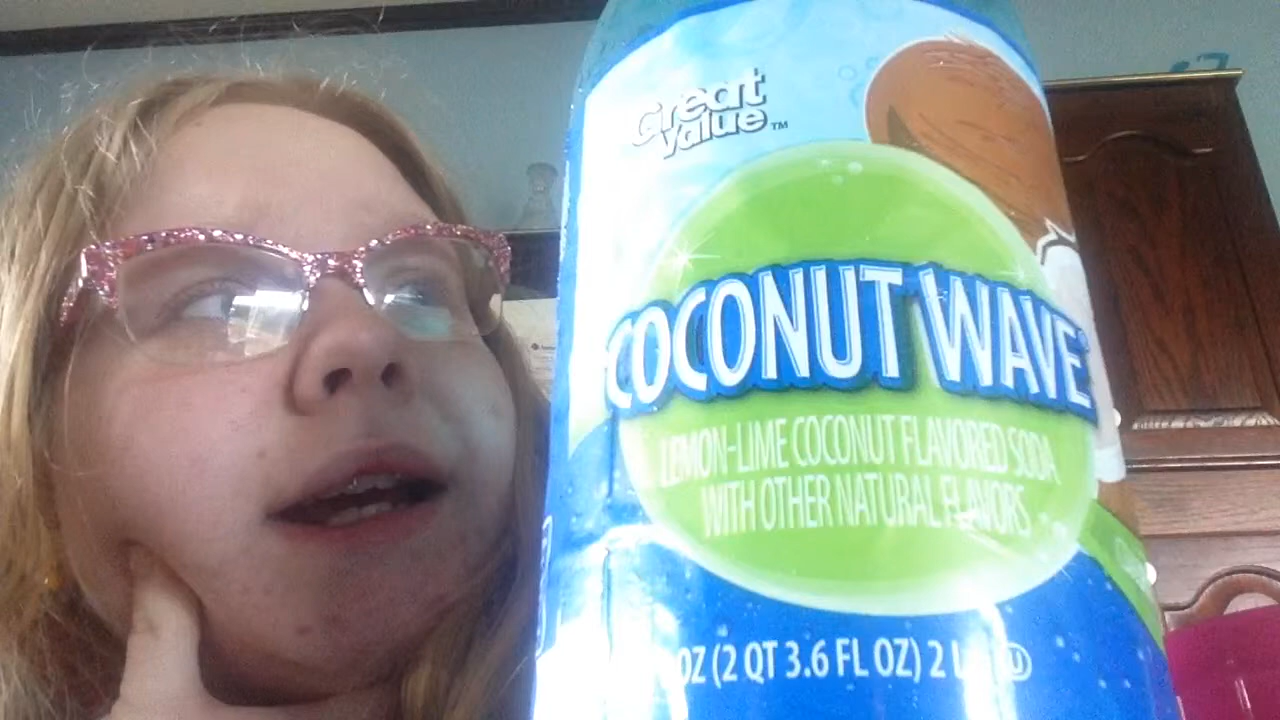 Great
Value™
COCONUT WAVE
LEMON-LIME COCONUT FLAVORED SODA
WITH OTHER NATURAL FLAVORS
OZ (2 QT 3.6 FL OZ) 2 L U